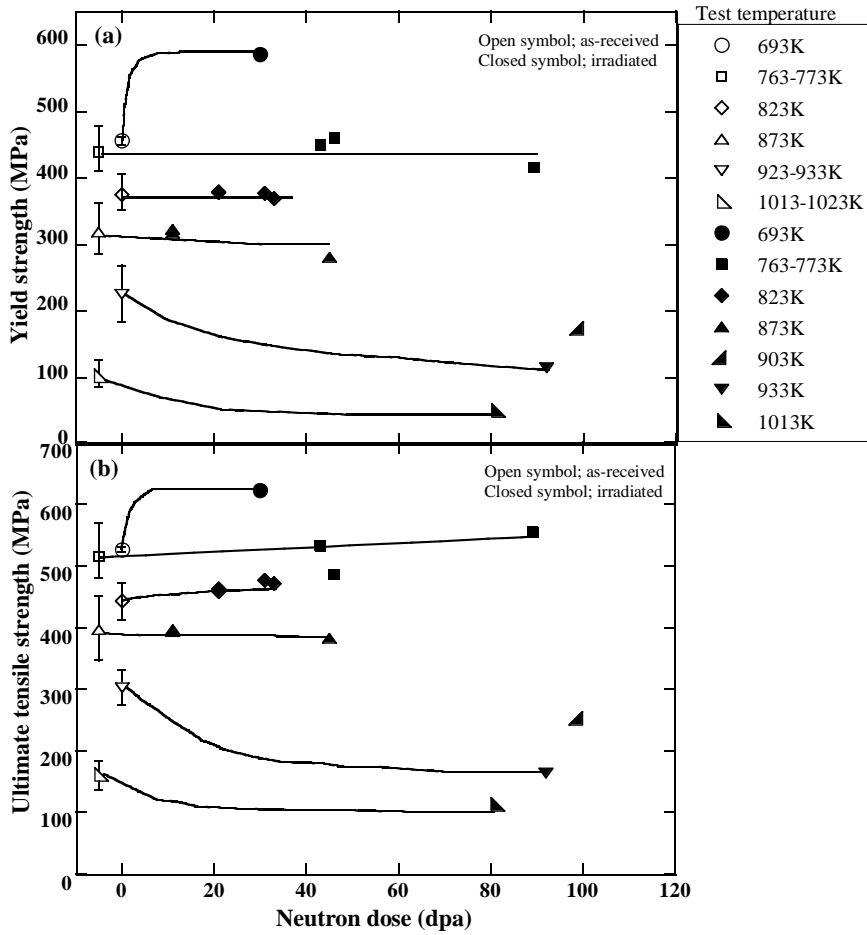 Test temperature
(a)
Open symbol; as-received
Closed symbol; irradiated
Yield strength (MPa)
600
500
400
300
200
100
0
693K
763-773K
823K
873K
923-933K
1013-1023K
693K
763-773K
823K
873K
903K
933K
1013K
(b)
Open symbol; as-received
Closed symbol; irradiated
Ultimate tensile strength (MPa)
700
600
500
400
300
200
100
0
0 20 40 60 80 100 120
Neutron dose (dpa)